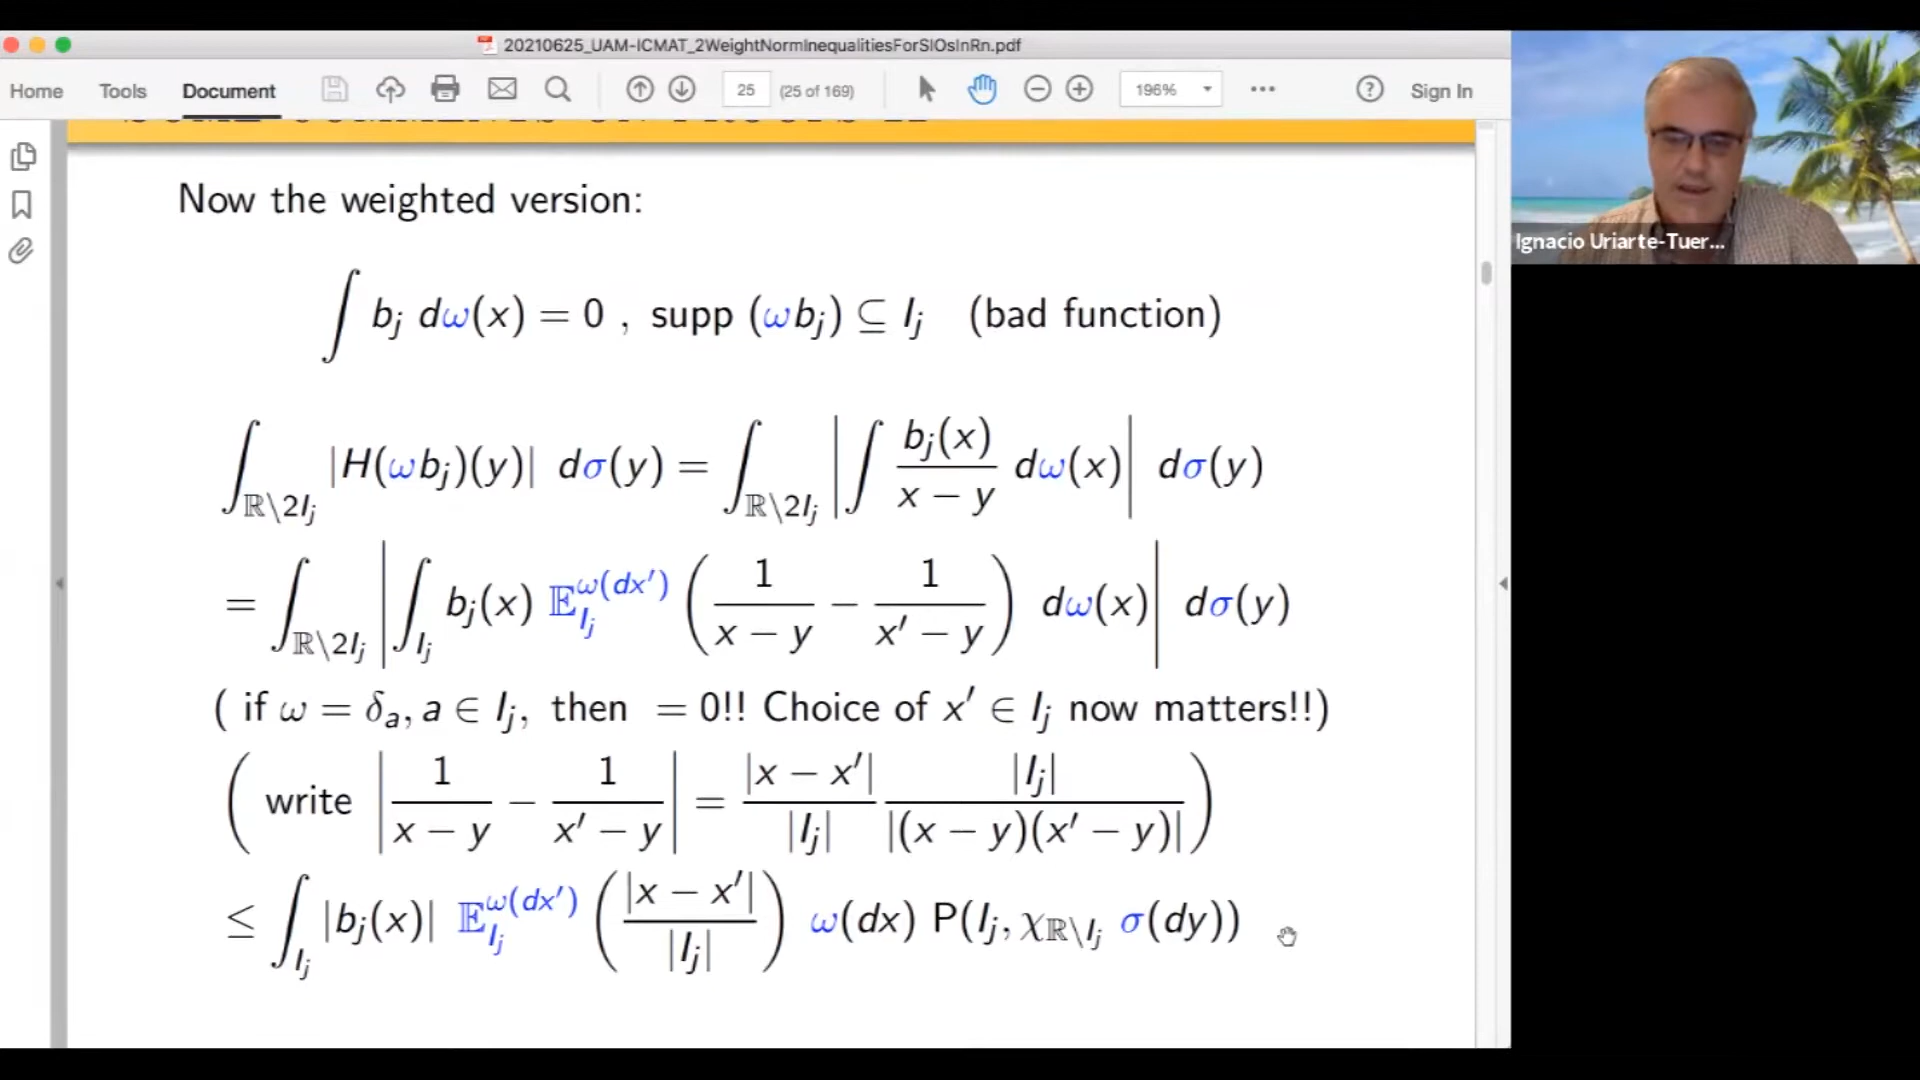 20210625_UAM-ICMAT_2WeightNormInequalitiesForSIOsInRn.pdf
Home Tools Document 25 (25 of 169) 196% Sign In
Now the weighted version:
∫ b_j dω(x) = 0 , supp (ωb_j) ⊆ I_j (bad function)
∫_{ℝ\2I_j} |H(ωb_j)(y)| dσ(y) = ∫_{ℝ\2I_j} | ∫ b_j(x)/(x − y) dω(x) | dσ(y)
= ∫_{ℝ\2I_j} | ∫_{I_j} b_j(x) 𝔼_{I_j}^{ω(dx′)} ( 1/(x − y) − 1/(x′ − y) ) dω(x) | dσ(y)
( if ω = δ_a, a ∈ I_j, then = 0!! Choice of x′ ∈ I_j now matters!!)
( write | 1/(x − y) − 1/(x′ − y) | = |x − x′|/|I_j| |I_j|/|(x − y)(x′ − y)| )
≤ ∫_{I_j} |b_j(x)| 𝔼_{I_j}^{ω(dx′)} ( |x − x′|/|I_j| ) ω(dx) P(I_j, χ_{ℝ\I_j} σ(dy))
Ignacio Uriarte-Tuer...